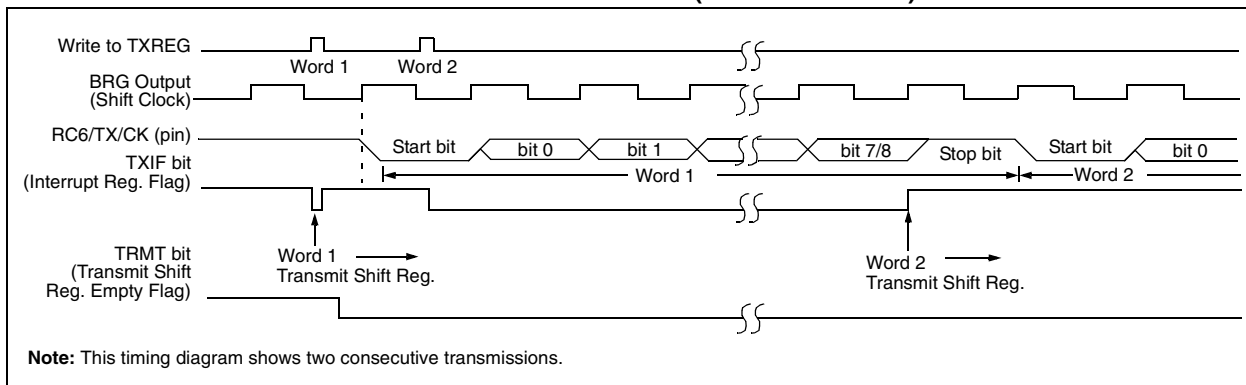 Write to TXREG
Word 1
Word 2
BRG Output
(Shift Clock)
RC6/TX/CK (pin)
Start bit
bit 0
bit 1
bit 7/8
Stop bit
Start bit
bit 0
Word 1
Word 2
TXIF bit
(Interrupt Reg. Flag)
Word 1
Transmit Shift Reg.
Word 2
Transmit Shift Reg.
TRMT bit
(Transmit Shift
Reg. Empty Flag)
Note: This timing diagram shows two consecutive transmissions.